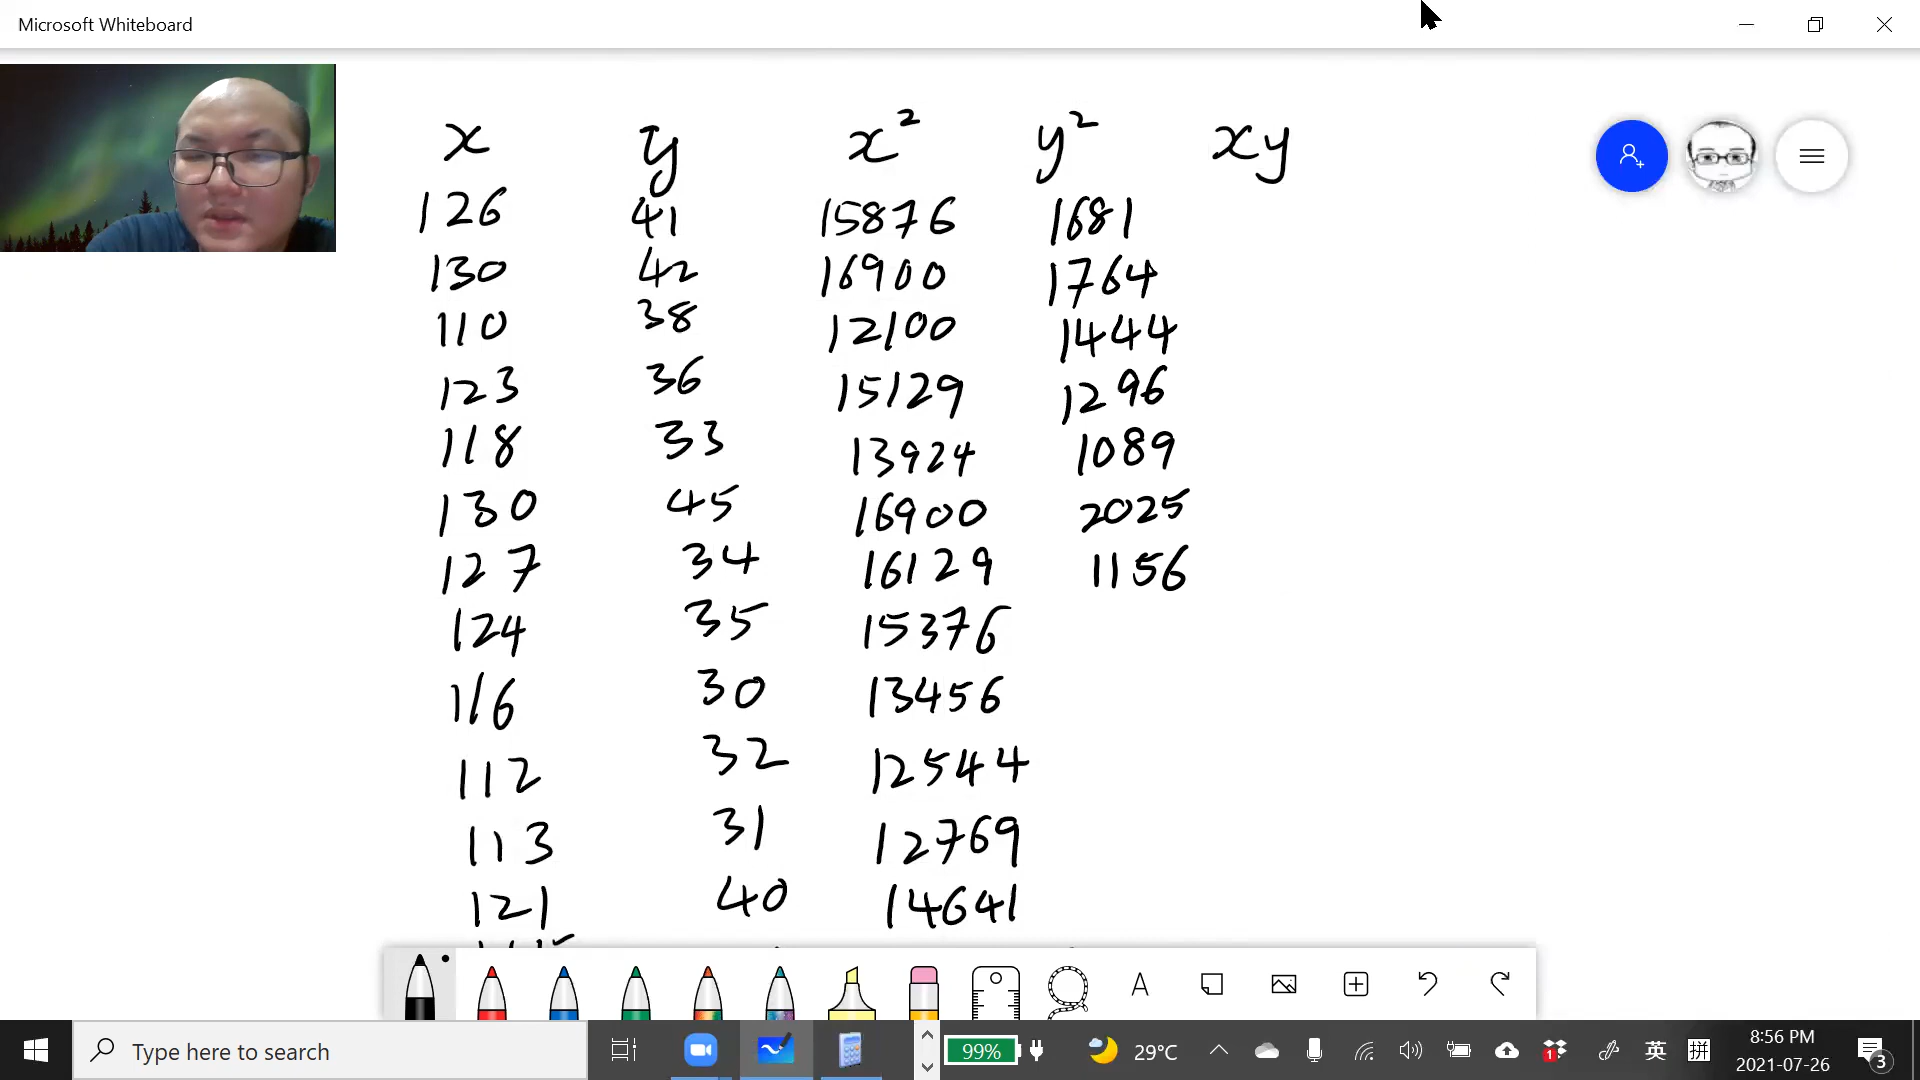 Microsoft Whiteboard
x y x² y² xy
126 41 15876 1681
130 42 16900 1764
110 38 12100 1444
123 36 15129 1296
118 33 13924 1089
130 45 16900 2025
127 34 16129 1156
124 35 15376
116 30 13456
112 32 12544
113 31 12769
121 40 14641
A
Type here to search
99%
29°C
1
英
拼
8:56 PM
2021-07-26
3